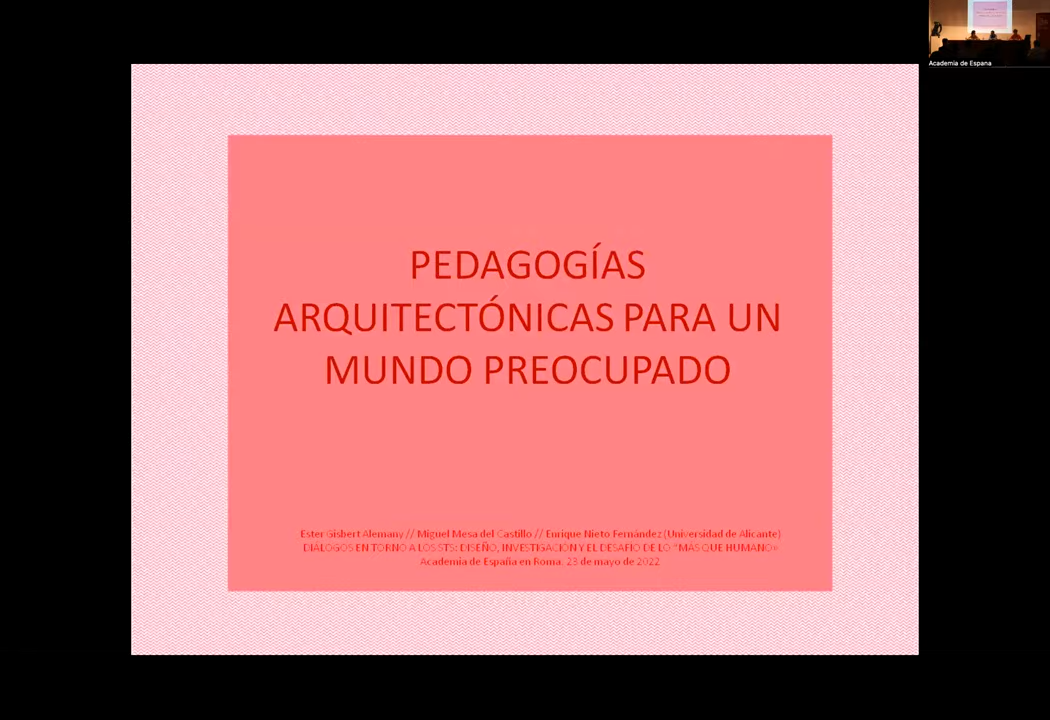 Academia de Espana
PEDAGOGÍAS
ARQUITECTÓNICAS PARA UN
MUNDO PREOCUPADO
Ester Gisbert Alemany // Miguel Mesa del Castillo // Enrique Nieto Fernández (Universidad de Alicante)
DIÁLOGOS EN TORNO A LOS STS: DISEÑO, INVESTIGACIÓN Y EL DESAFÍO DE LO “MÁS QUE HUMANO»
Academia de España en Roma, 23 de mayo de 2022